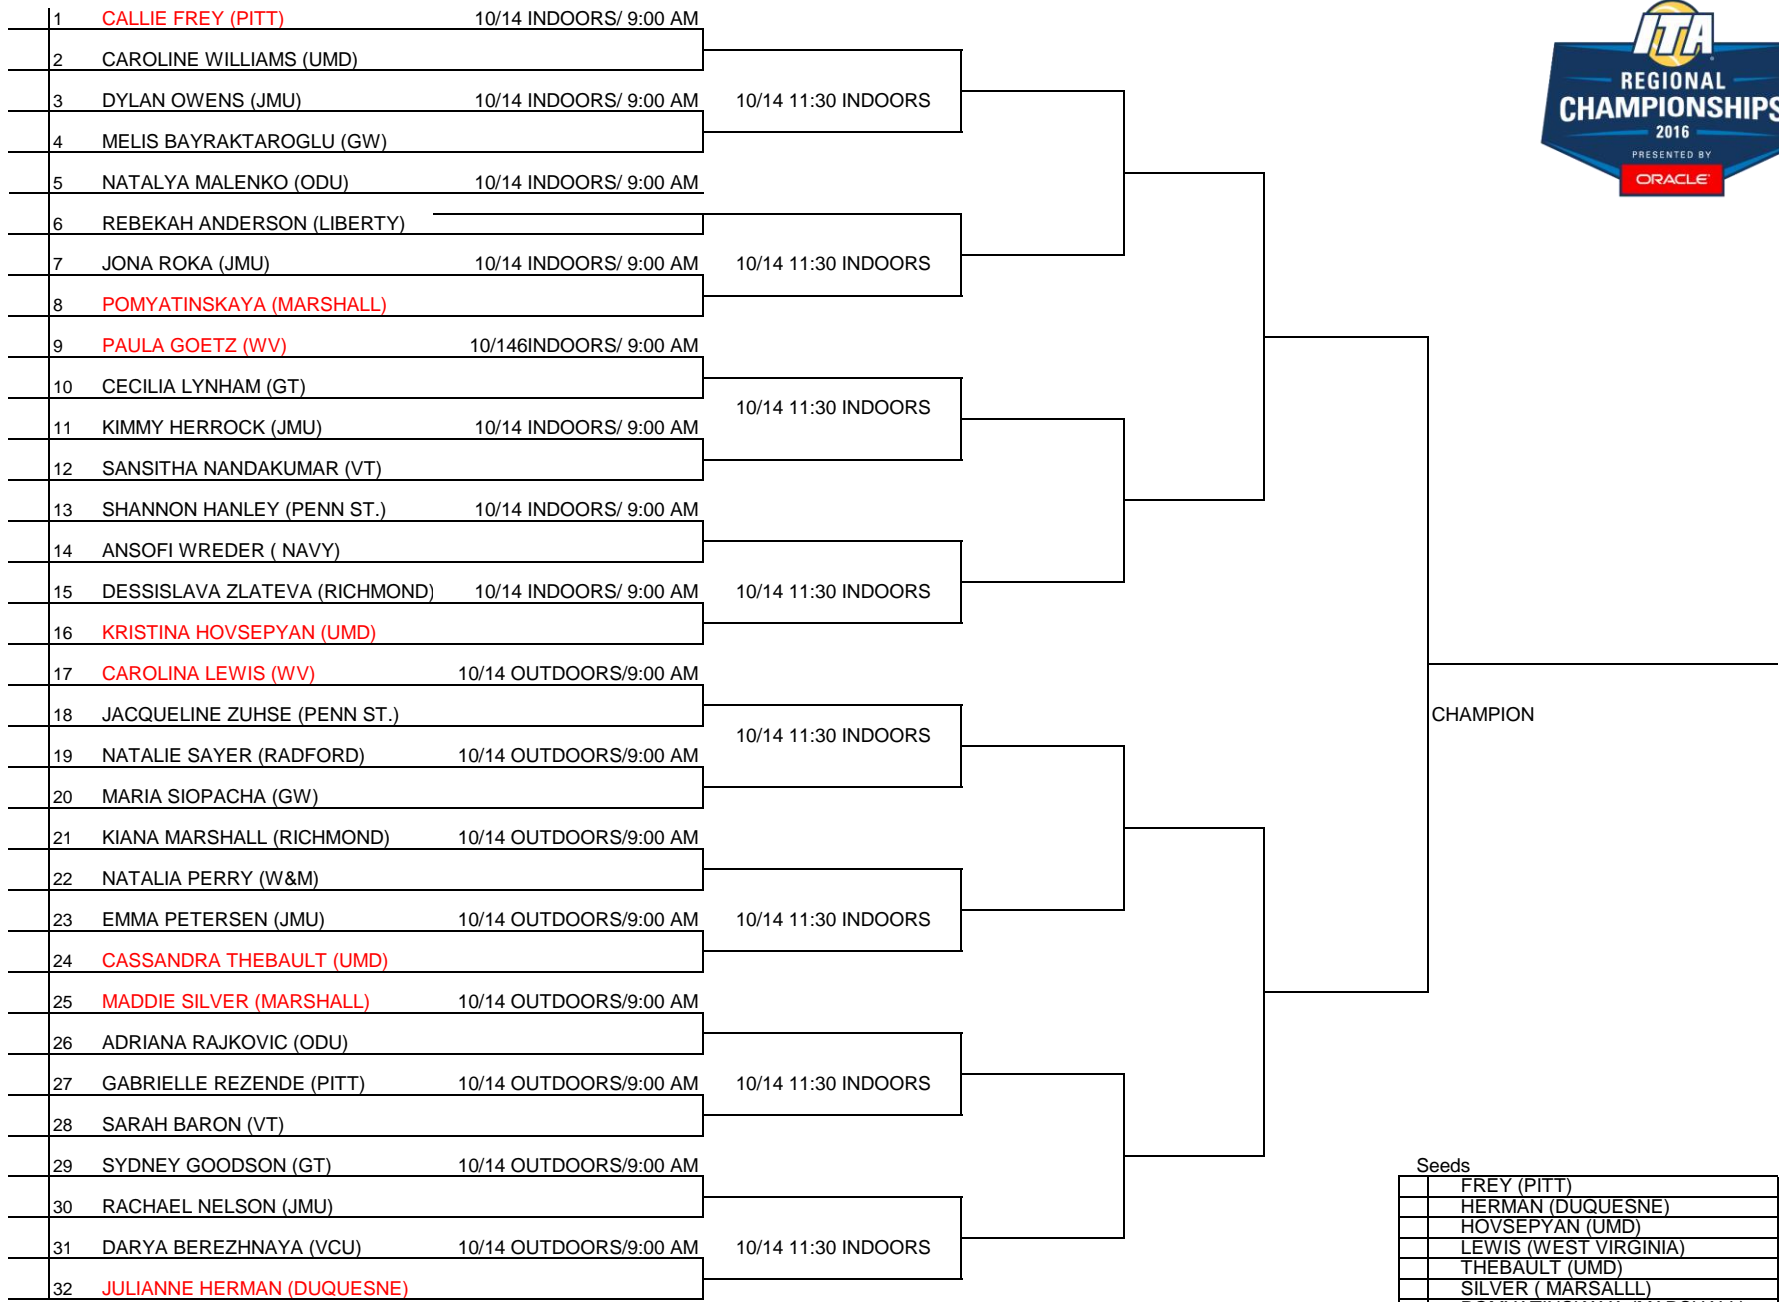 1 CALLIE FREY (PITT) 10/14 INDOORS/ 9:00 AM
2 CAROLINE WILLIAMS (UMD)
3 DYLAN OWENS (JMU) 10/14 INDOORS/ 9:00 AM 10/14 11:30 INDOORS
4 MELIS BAYRAKTAROGLU (GW)
5 NATALYA MALENKO (ODU) 10/14 INDOORS/ 9:00 AM
6 REBEKAH ANDERSON (LIBERTY)
7 JONA ROKA (JMU) 10/14 INDOORS/ 9:00 AM 10/14 11:30 INDOORS
8 POMYATINSKAYA (MARSHALL)
9 PAULA GOETZ (WV) 10/146INDOORS/ 9:00 AM
10 CECILIA LYNHAM (GT)
10/14 11:30 INDOORS
11 KIMMY HERROCK (JMU) 10/14 INDOORS/ 9:00 AM
12 SANSITHA NANDAKUMAR (VT)
13 SHANNON HANLEY (PENN ST.) 10/14 INDOORS/ 9:00 AM
14 ANSOFI WREDER ( NAVY)
15 DESSISLAVA ZLATEVA (RICHMOND) 10/14 INDOORS/ 9:00 AM 10/14 11:30 INDOORS
16 KRISTINA HOVSEPYAN (UMD)
17 CAROLINA LEWIS (WV) 10/14 OUTDOORS/9:00 AM
18 JACQUELINE ZUHSE (PENN ST.)
10/14 11:30 INDOORS
19 NATALIE SAYER (RADFORD) 10/14 OUTDOORS/9:00 AM
20 MARIA SIOPACHA (GW)
21 KIANA MARSHALL (RICHMOND) 10/14 OUTDOORS/9:00 AM
22 NATALIA PERRY (W&M)
23 EMMA PETERSEN (JMU) 10/14 OUTDOORS/9:00 AM 10/14 11:30 INDOORS
24 CASSANDRA THEBAULT (UMD)
25 MADDIE SILVER (MARSHALL) 10/14 OUTDOORS/9:00 AM
26 ADRIANA RAJKOVIC (ODU)
27 GABRIELLE REZENDE (PITT) 10/14 OUTDOORS/9:00 AM 10/14 11:30 INDOORS
28 SARAH BARON (VT)
29 SYDNEY GOODSON (GT) 10/14 OUTDOORS/9:00 AM
30 RACHAEL NELSON (JMU)
31 DARYA BEREZHNAYA (VCU) 10/14 OUTDOORS/9:00 AM 10/14 11:30 INDOORS
32 JULIANNE HERMAN (DUQUESNE)
ITA
REGIONAL
CHAMPIONSHIPS
2016
PRESENTED BY
ORACLE
CHAMPION
Seeds
FREY (PITT)
HERMAN (DUQUESNE)
HOVSEPYAN (UMD)
LEWIS (WEST VIRGINIA)
THEBAULT (UMD)
SILVER ( MARSALLL)